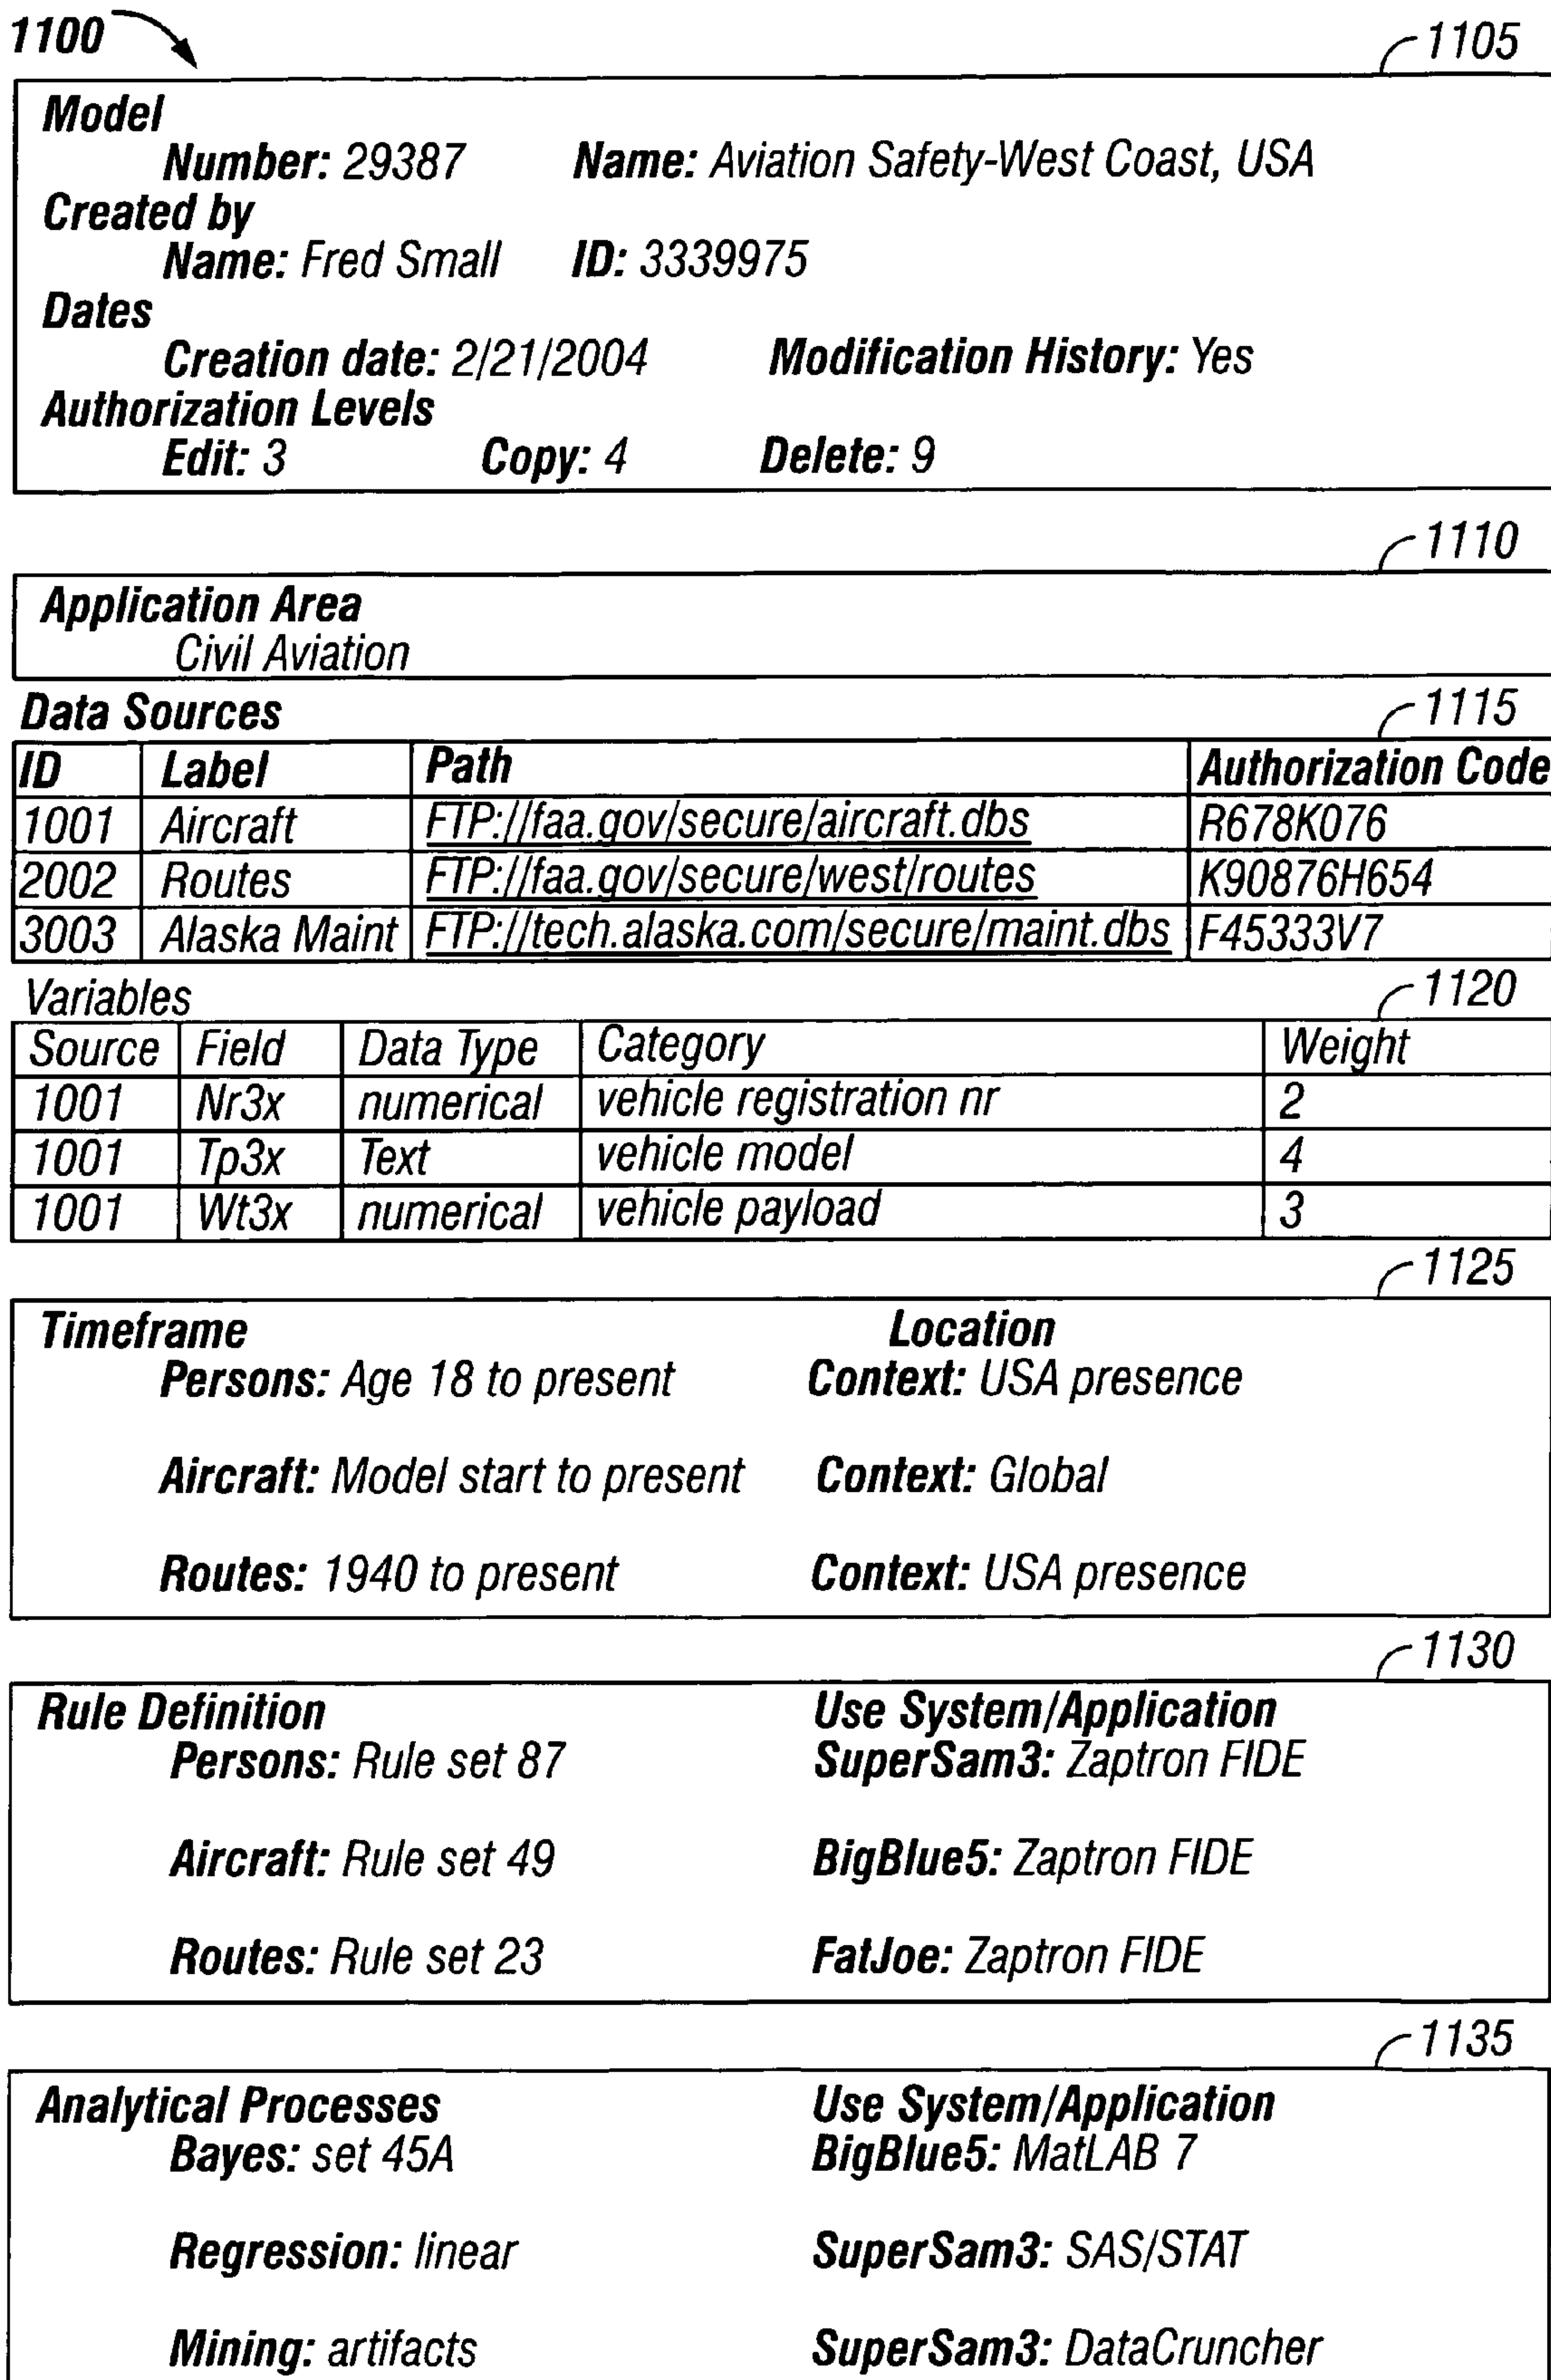 1100
1105
Model
Number: 29387 Name: Aviation Safety-West Coast, USA
Created by
Name: Fred Small ID: 3339975
Dates
Creation date: 2/21/2004 Modification History: Yes
Authorization Levels
Edit: 3 Copy: 4 Delete: 9
1110
Application Area
Civil Aviation
Data Sources 1115
ID Label Path Authorization Code
1001 Aircraft FTP://faa.gov/secure/aircraft.dbs R678K076
2002 Routes FTP://faa.gov/secure/west/routes K90876H654
3003 Alaska Maint FTP://tech.alaska.com/secure/maint.dbs F45333V7
Variables 1120
Source Field Data Type Category Weight
1001 Nr3x numerical vehicle registration nr 2
1001 Tp3x Text vehicle model 4
1001 Wt3x numerical vehicle payload 3
1125
Timeframe Location
Persons: Age 18 to present Context: USA presence
Aircraft: Model start to present Context: Global
Routes: 1940 to present Context: USA presence
1130
Rule Definition Use System/Application
Persons: Rule set 87 SuperSam3: Zaptron FIDE
Aircraft: Rule set 49 BigBlue5: Zaptron FIDE
Routes: Rule set 23 FatJoe: Zaptron FIDE
1135
Analytical Processes Use System/Application
Bayes: set 45A BigBlue5: MatLAB 7
Regression: linear SuperSam3: SAS/STAT
Mining: artifacts SuperSam3: DataCruncher